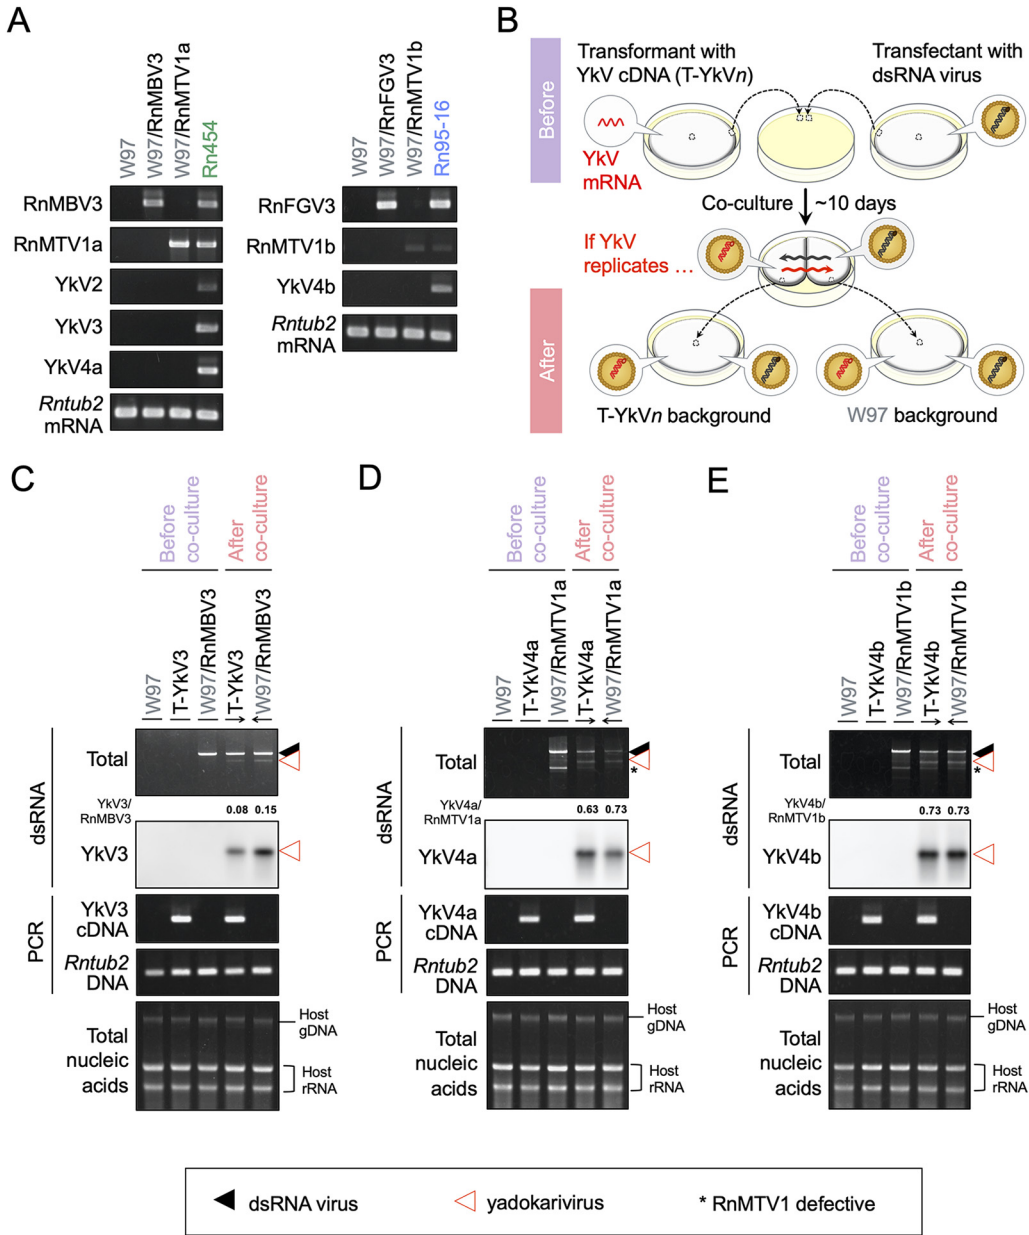 A
W97
W97/RnMBV3
W97/RnMTV1a
Rn454
RnMBV3
RnMTV1a
YkV2
YkV3
YkV4a
Rntub2
mRNA
W97
W97/RnFGV3
W97/RnMTV1b
Rn95-16
RnFGV3
RnMTV1b
YkV4b
Rntub2
mRNA
B
Before
After
Transformant with
YkV cDNA (T-YkVn)
Transfectant with
dsRNA virus
YkV
mRNA
Co-culture
~10 days
If YkV
replicates ...
T-YkVn background
W97 background
C
Before
co-culture
After
co-culture
W97
T-YkV3
W97/RnMBV3
T-YkV3
W97/RnMBV3
dsRNA
Total
YkV3/
RnMBV3
0.08 0.15
YkV3
PCR
YkV3
cDNA
Rntub2
DNA
Total
nucleic
acids
Host
gDNA
Host
rRNA
D
Before
co-culture
After
co-culture
W97
T-YkV4a
W97/RnMTV1a
T-YkV4a
W97/RnMTV1a
dsRNA
Total
*
YkV4a/
RnMTV1a
0.63 0.73
YkV4a
PCR
YkV4a
cDNA
Rntub2
DNA
Total
nucleic
acids
Host
gDNA
Host
rRNA
E
Before
co-culture
After
co-culture
W97
T-YkV4b
W97/RnMTV1b
T-YkV4b
W97/RnMTV1b
dsRNA
Total
*
YkV4b/
RnMTV1b
0.73 0.73
YkV4b
PCR
YkV4b
cDNA
Rntub2
DNA
Total
nucleic
acids
Host
gDNA
Host
rRNA
dsRNA virus
yadokarivirus
* RnMTV1 defective